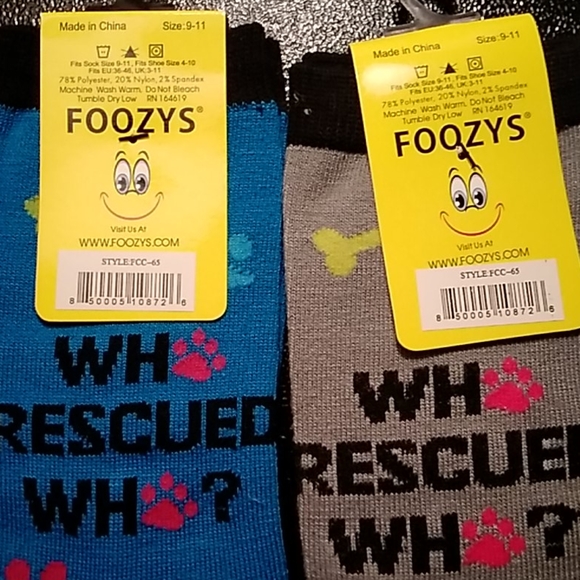 Made in China Size: 9-11
Fits Sock Size 9-11, Fits Shoe Size 4-10
Fits EU:36-46, UK:3-11
78% Polyester, 20% Nylon, 2% Spandex
Machine Wash Warm, Do Not Bleach
Tumble Dry Low RN 164619
FOOZYS®
Visit Us At
WWW.FOOZYS.COM
STYLE:FCC-65
8 50005 10872 6
WH
RESCUED
WH ?
Made in China Size: 9-11
Fits Sock Size 9-11, Fits Shoe Size 4-10
Fits EU:36-46, UK:3-11
78% Polyester, 20% Nylon, 2% Spandex
Machine Wash Warm, Do Not Bleach
Tumble Dry Low RN 164619
FOOZYS®
Visit Us At
WWW.FOOZYS.COM
STYLE:FCC-65
8 50005 10872 6
WH
RESCUED
WH ?